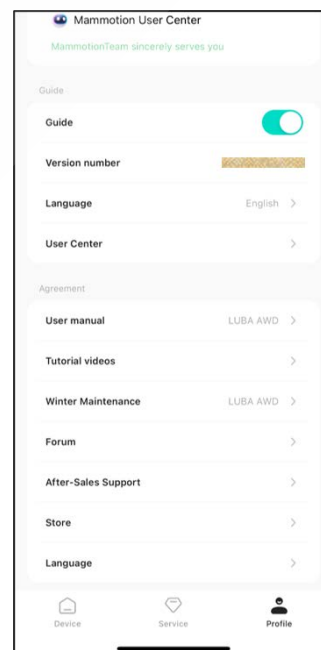 Mammotion User Center
MammotionTeam sincerely serves you
Guide
Guide
Version number
Language English
User Center
Agreement
User manual LUBA AWD
Tutorial videos
Winter Maintenance LUBA AWD
Forum
After-Sales Support
Store
Language
Device Service Profile